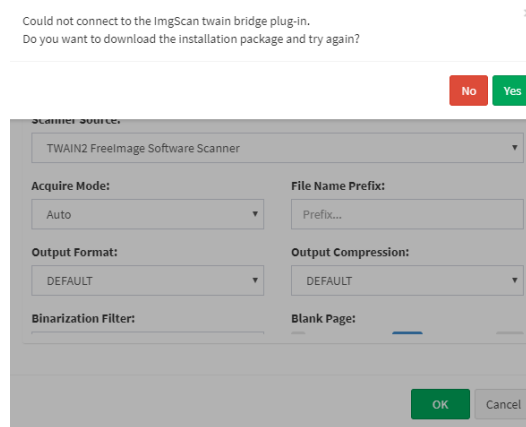 Could not connect to the ImgScan twain bridge plug-in.
Do you want to download the installation package and try again?
No Yes
Scanner Source:
TWAIN2 FreeImage Software Scanner
Acquire Mode: File Name Prefix:
Auto Prefix...
Output Format: Output Compression:
DEFAULT DEFAULT
Binarization Filter: Blank Page:
OK Cancel